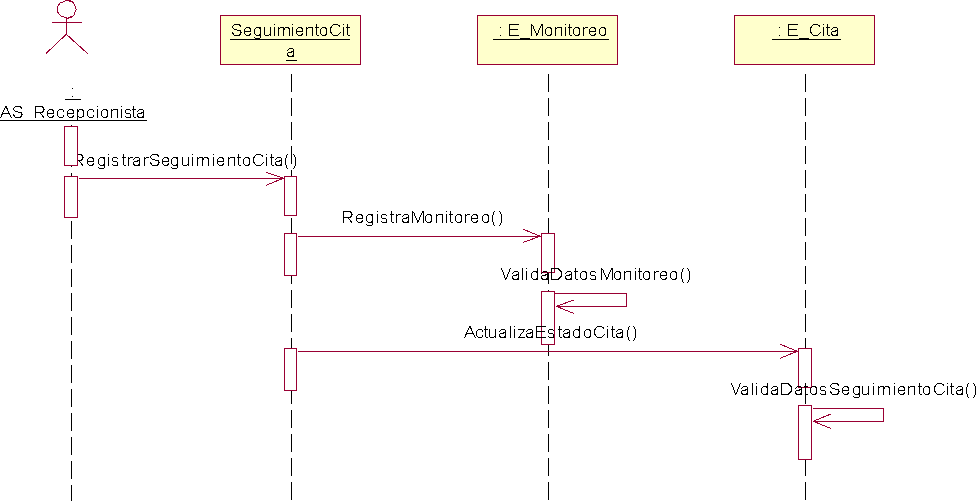 SeguimientoCit
a
: E_Monitoreo
: E_Cita
:
AS_Recepcionista
RegistrarSeguimientoCita()
RegistraMonitoreo()
ValidaDatosMonitoreo()
ActualizaEstadoCita()
ValidaDatosSeguimientoCita()